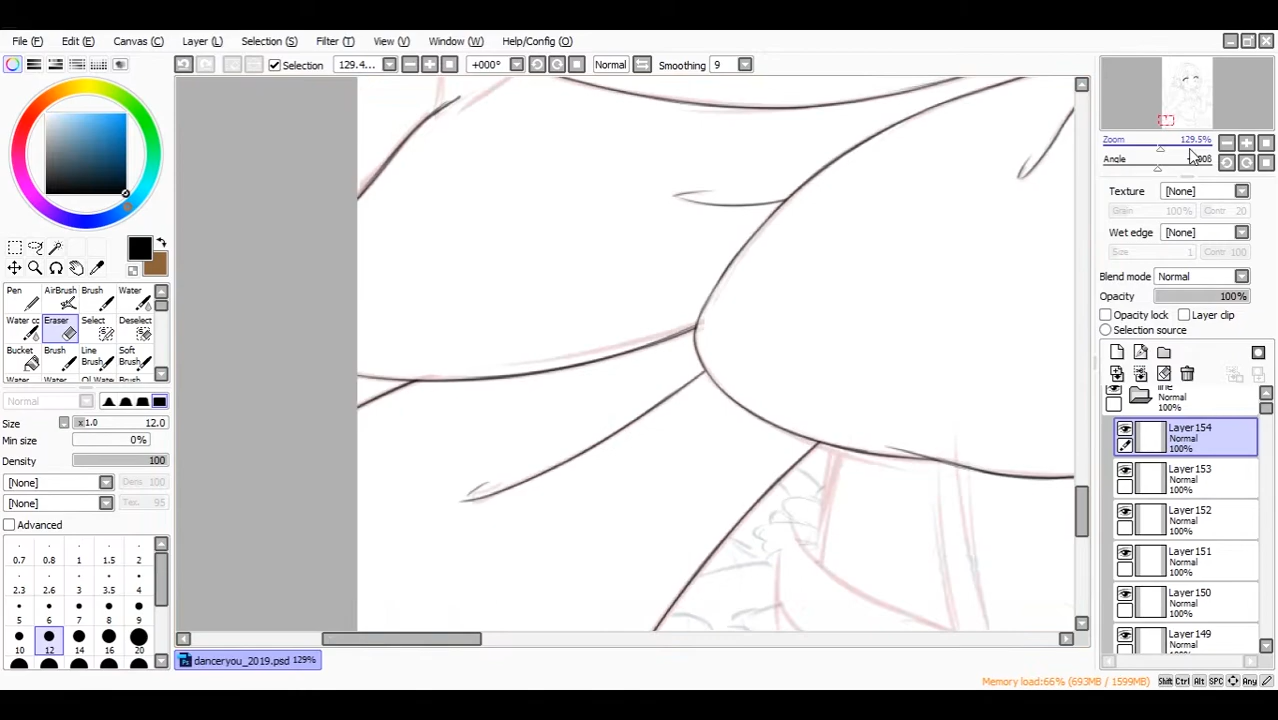 File (F) Edit (E) Canvas (C) Layer (L) Selection (S) Filter (T) View (V) Window (W) Help/Config (O)
Selection 129.4... +000° Normal Smoothing 9
Zoom 129.5%
Angle
Texture [None]
Grain 100% Contr 20
Wet edge [None]
Size 1 Contr 100
Blend mode Normal
Opacity 100%
Opacity lock Layer clip
Selection source
Pen AirBrush Brush Water
Water cc Eraser Select Deselect
Bucket Brush Line Brush Soft Brush
Normal
Size x1.0 12.0
Min size 0%
Density 100
[None] Dens 100
[None] Tex. 95
Advanced
0.7 0.8 1 1.5 2
2.3 2.6 3 3.5 4
5 6 7 8 9
10 12 14 16 20
line
Normal
100%
Layer 154
Normal
100%
Layer 153
Normal
100%
Layer 152
Normal
100%
Layer 151
Normal
100%
Layer 150
Normal
100%
Layer 149
Normal
danceryou_2019.psd 129%
Memory load:66% (693MB / 1599MB) Shift Ctrl Alt SPC Any